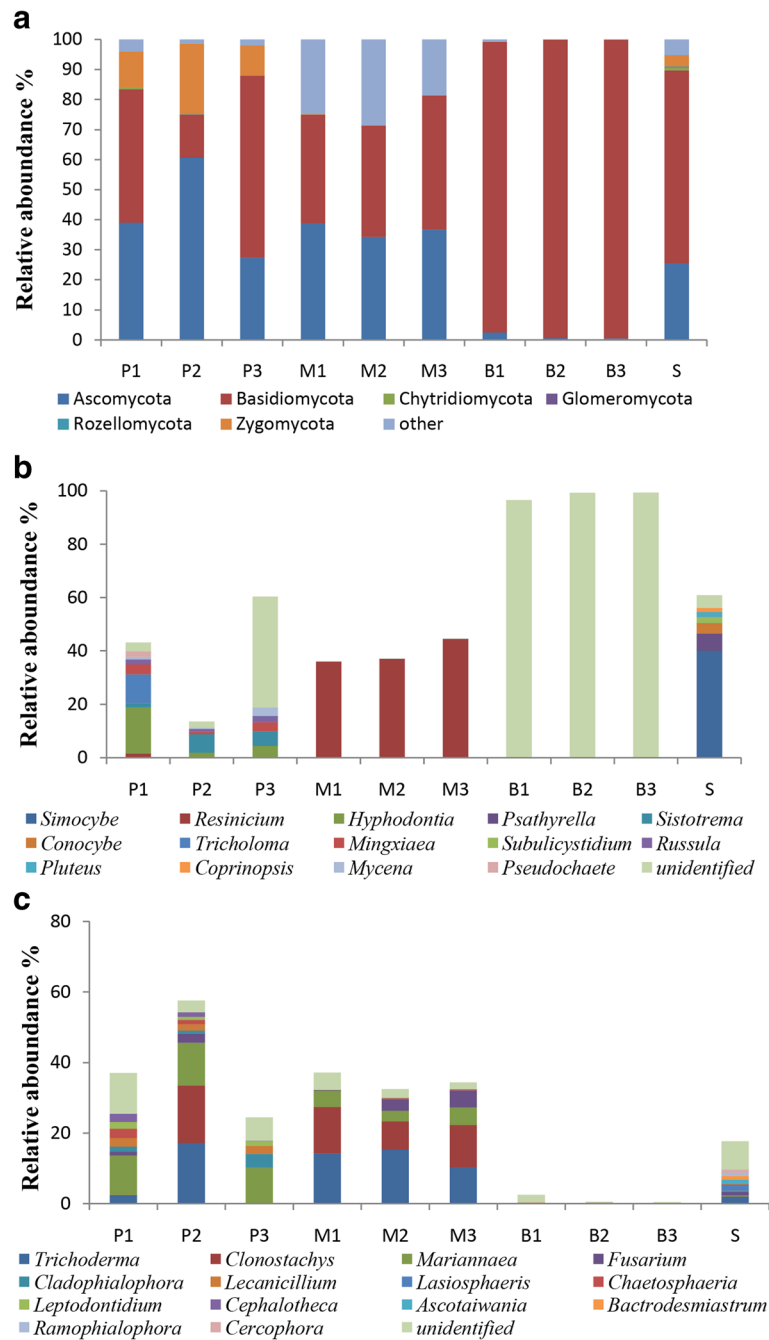 a
Relative aboundance %
100
90
80
70
60
50
40
30
20
10
0
P1 P2 P3 M1 M2 M3 B1 B2 B3 S
Ascomycota Basidiomycota Chytridiomycota Glomeromycota
Rozellomycota Zygomycota other
b
Relative aboundance %
100
80
60
40
20
0
P1 P2 P3 M1 M2 M3 B1 B2 B3 S
Simocybe Resinicium Hyphodontia Psathyrella Sistotrema
Conocybe Tricholoma Mingxiaea Subulicystidium Russula
Pluteus Coprinopsis Mycena Pseudochaete unidentified
c
Relative aboundance %
80
60
40
20
0
P1 P2 P3 M1 M2 M3 B1 B2 B3 S
Trichoderma Clonostachys Mariannaea Fusarium
Cladophialophora Lecanicillium Lasiosphaeris Chaetosphaeria
Leptodontidium Cephalotheca Ascotaiwania Bactrodesmiastrum
Ramophialophora Cercophora unidentified